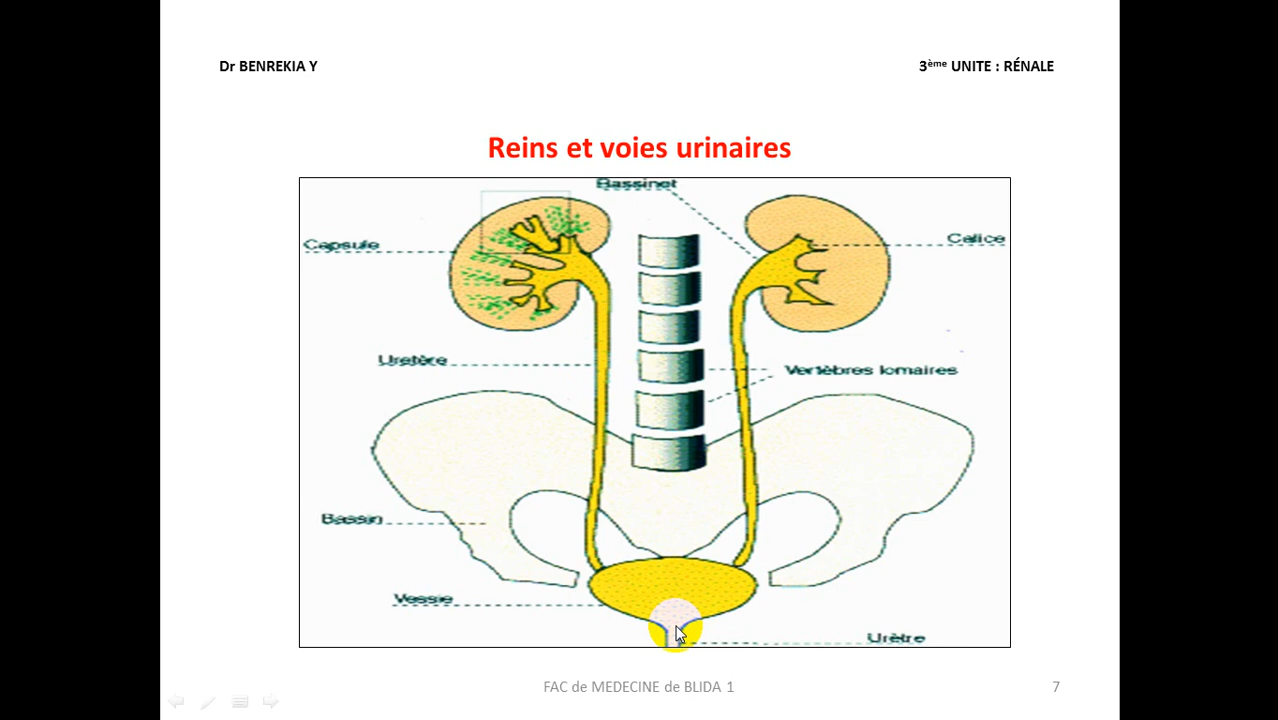 Dr BENREKIA Y
3ème UNITE : RÉNALE
Reins et voies urinaires
Bassinet
Capsule
Calice
Uretère
Vertèbres lomaires
Bassin
Vessie
Urètre
FAC de MEDECINE de BLIDA 1
7